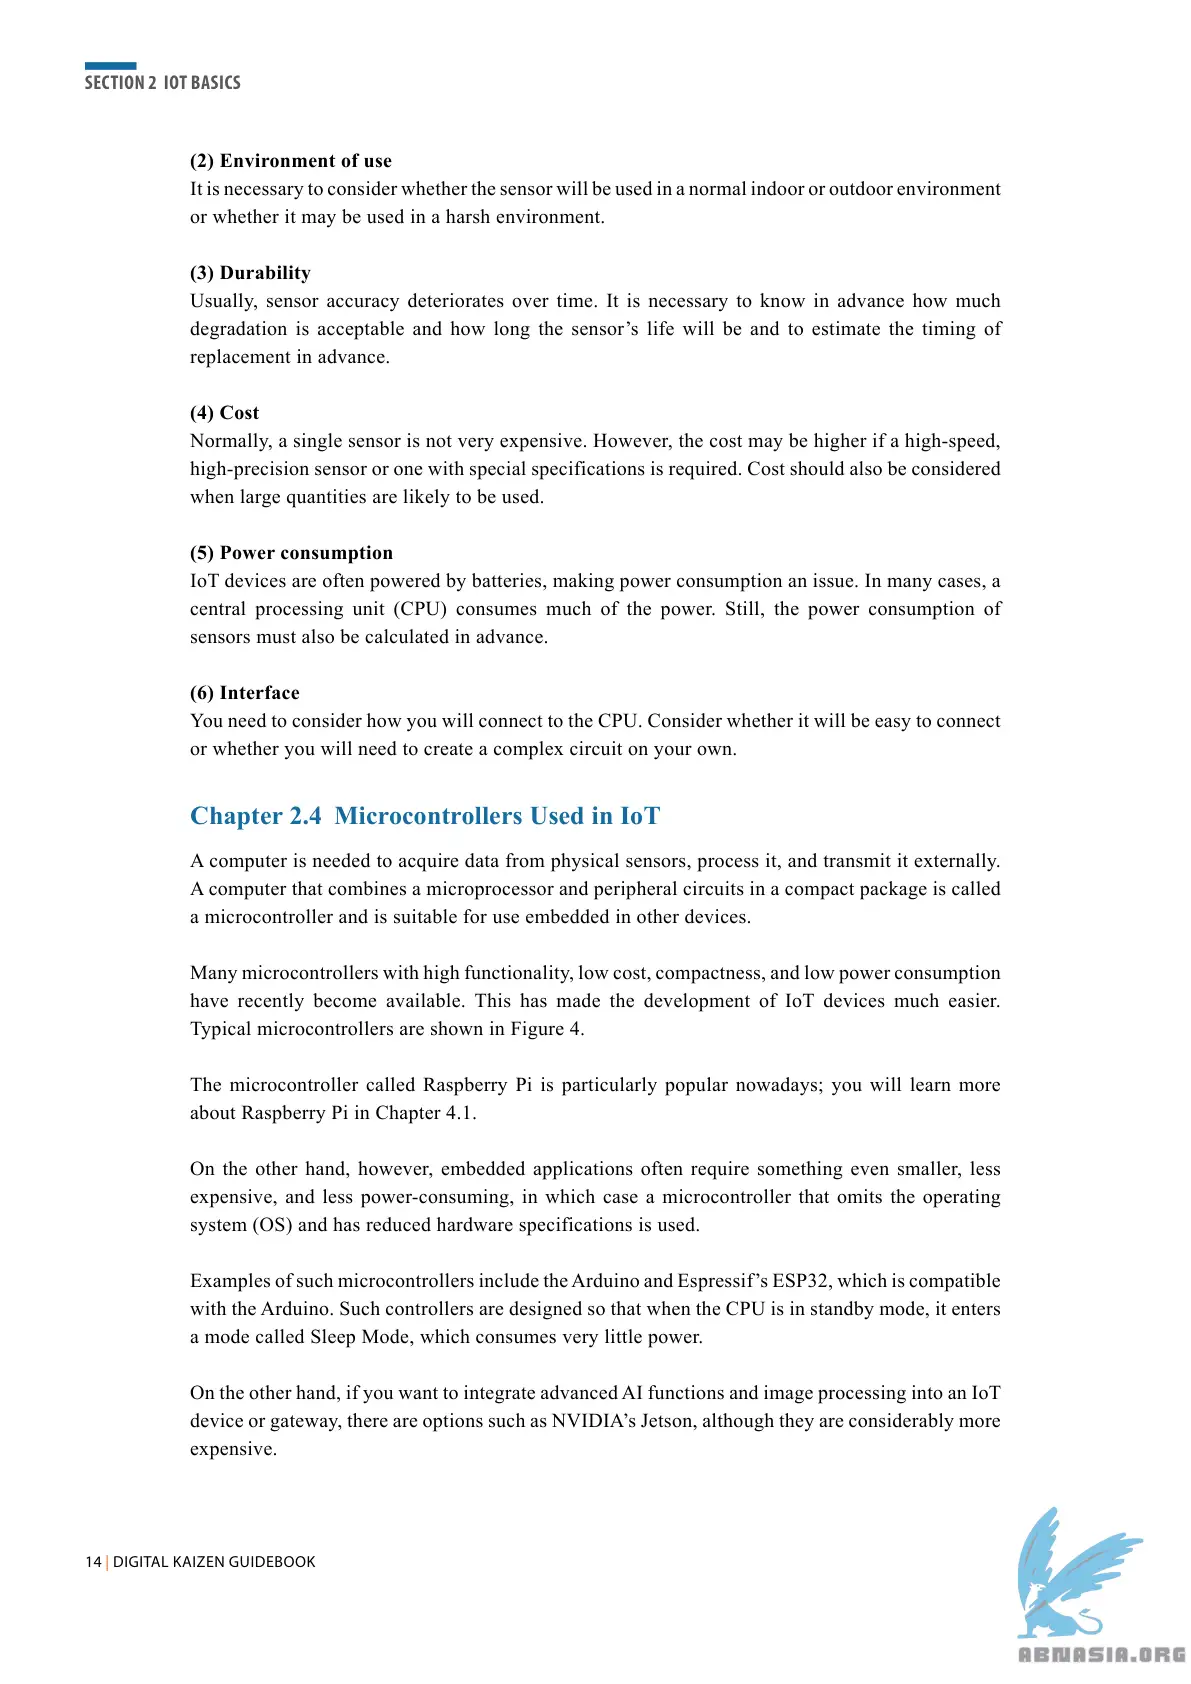 SECTION 2 IOT BASICS
(2) Environment of use
It is necessary to consider whether the sensor will be used in a normal indoor or outdoor environment
or whether it may be used in a harsh environment.
(3) Durability
Usually, sensor accuracy deteriorates over time. It is necessary to know in advance how much
degradation is acceptable and how long the sensor’s life will be and to estimate the timing of
replacement in advance.
(4) Cost
Normally, a single sensor is not very expensive. However, the cost may be higher if a high-speed,
high-precision sensor or one with special specifications is required. Cost should also be considered
when large quantities are likely to be used.
(5) Power consumption
IoT devices are often powered by batteries, making power consumption an issue. In many cases, a
central processing unit (CPU) consumes much of the power. Still, the power consumption of
sensors must also be calculated in advance.
(6) Interface
You need to consider how you will connect to the CPU. Consider whether it will be easy to connect
or whether you will need to create a complex circuit on your own.
Chapter 2.4 Microcontrollers Used in IoT
A computer is needed to acquire data from physical sensors, process it, and transmit it externally.
A computer that combines a microprocessor and peripheral circuits in a compact package is called
a microcontroller and is suitable for use embedded in other devices.
Many microcontrollers with high functionality, low cost, compactness, and low power consumption
have recently become available. This has made the development of IoT devices much easier.
Typical microcontrollers are shown in Figure 4.
The microcontroller called Raspberry Pi is particularly popular nowadays; you will learn more
about Raspberry Pi in Chapter 4.1.
On the other hand, however, embedded applications often require something even smaller, less
expensive, and less power-consuming, in which case a microcontroller that omits the operating
system (OS) and has reduced hardware specifications is used.
Examples of such microcontrollers include the Arduino and Espressif’s ESP32, which is compatible
with the Arduino. Such controllers are designed so that when the CPU is in standby mode, it enters
a mode called Sleep Mode, which consumes very little power.
On the other hand, if you want to integrate advanced AI functions and image processing into an IoT
device or gateway, there are options such as NVIDIA’s Jetson, although they are considerably more
expensive.
14 | DIGITAL KAIZEN GUIDEBOOK
ABNASIA.ORG